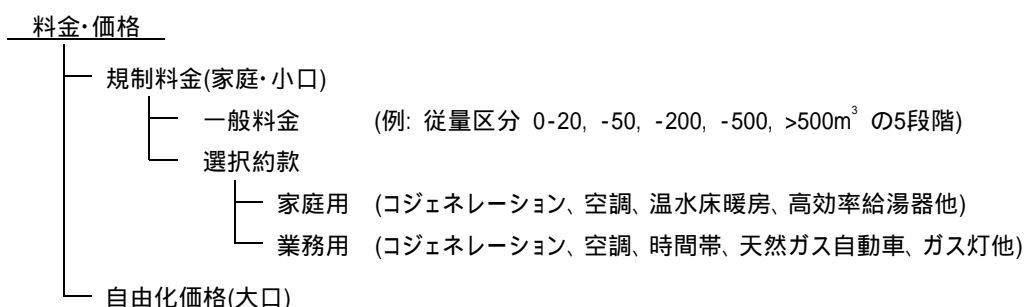 料金・価格
規制料金(家庭・小口)
一般料金 (例: 従量区分 0-20, -50, -200, -500, >500m³ の5段階)
選択約款
家庭用 (コジェネレーション、空調、温水床暖房、高効率給湯器他)
業務用 (コジェネレーション、空調、時間帯、天然ガス自動車、ガス灯他)
自由化価格(大口)